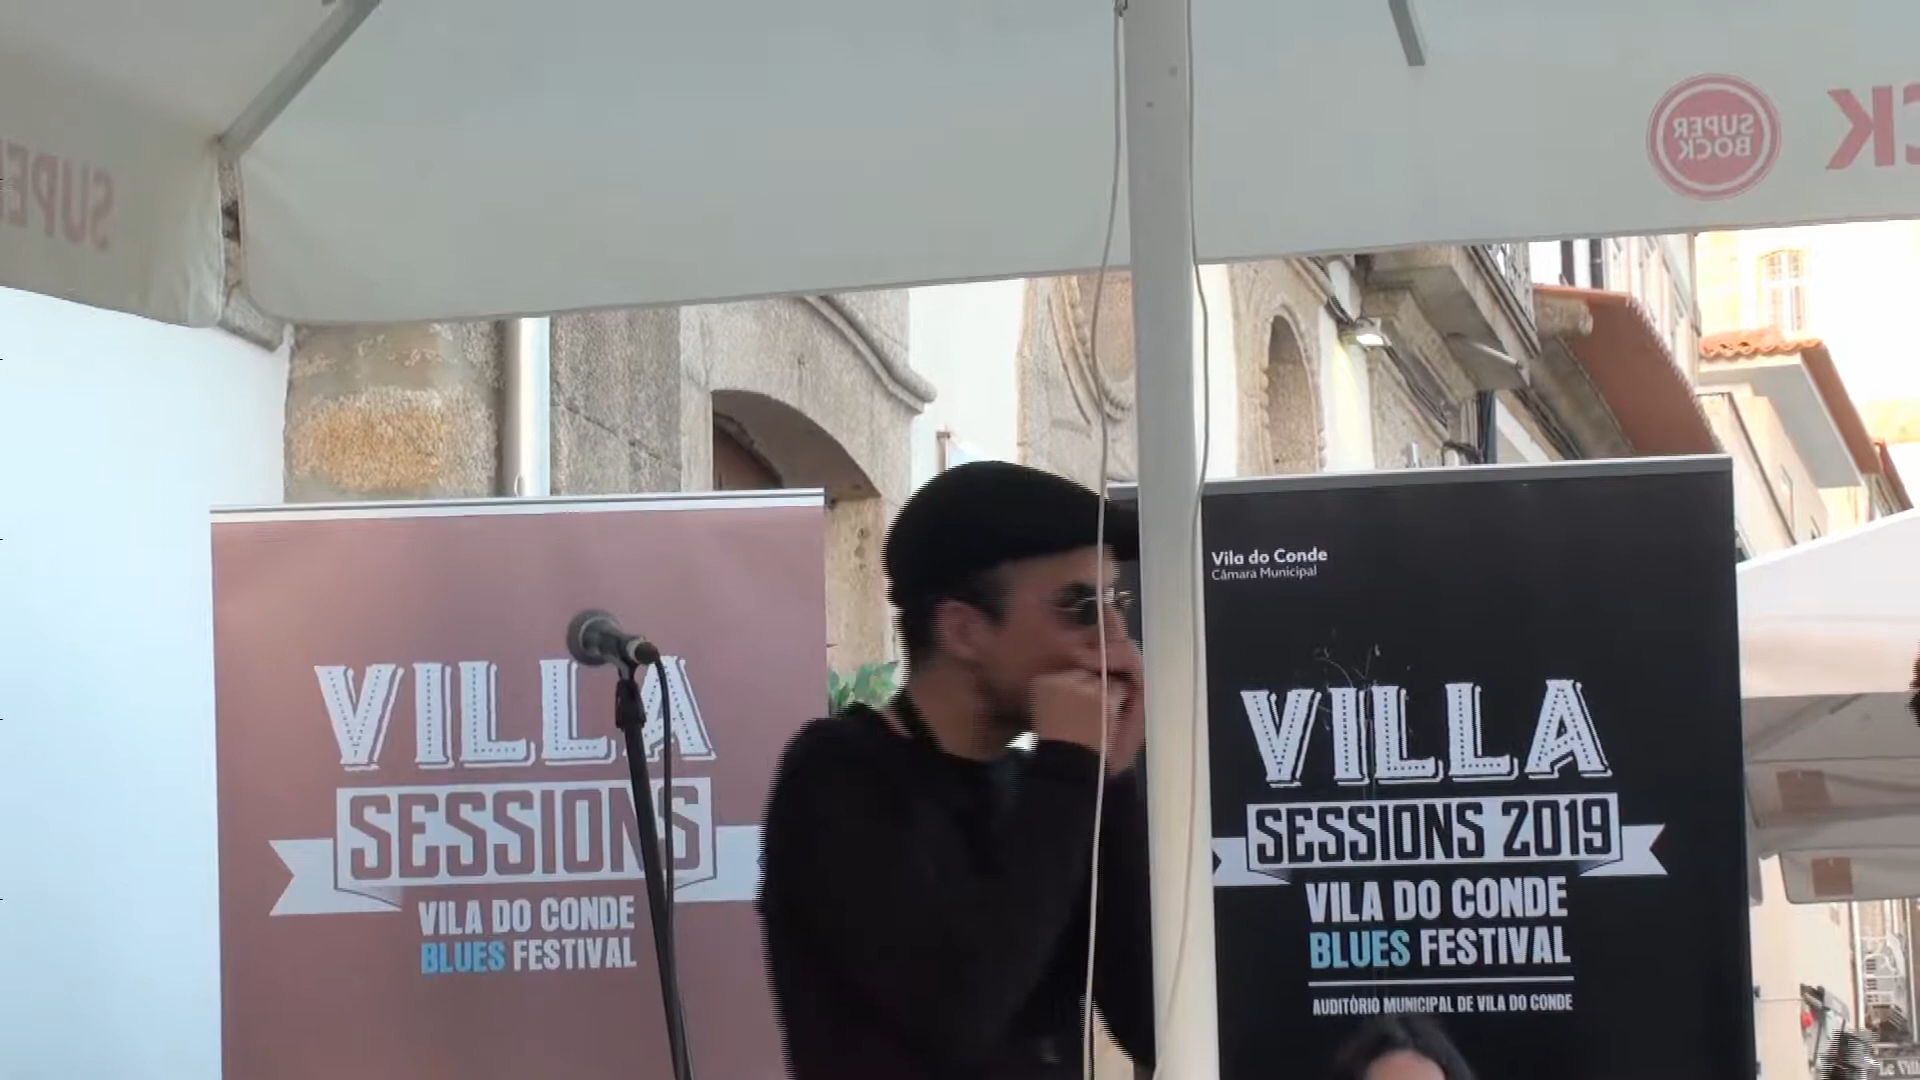 SUPER
BOCK
CK
SUPE
Vila do Conde
Câmara Municipal
VILLA
SESSIONS
VILA DO CONDE
BLUES FESTIVAL
VILLA
SESSIONS 2019
VILA DO CONDE
BLUES FESTIVAL
AUDITÓRIO MUNICIPAL DE VILA DO CONDE